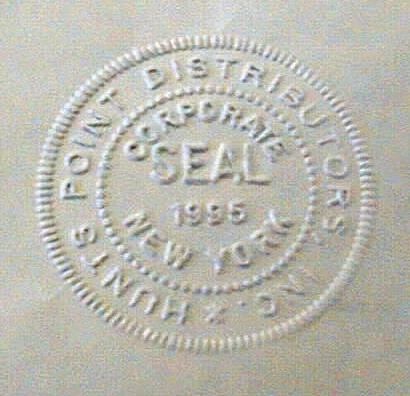 HUNTS POINT DISTRIBUTORS, INC.
CORPORATE
SEAL
1995
NEW YORK